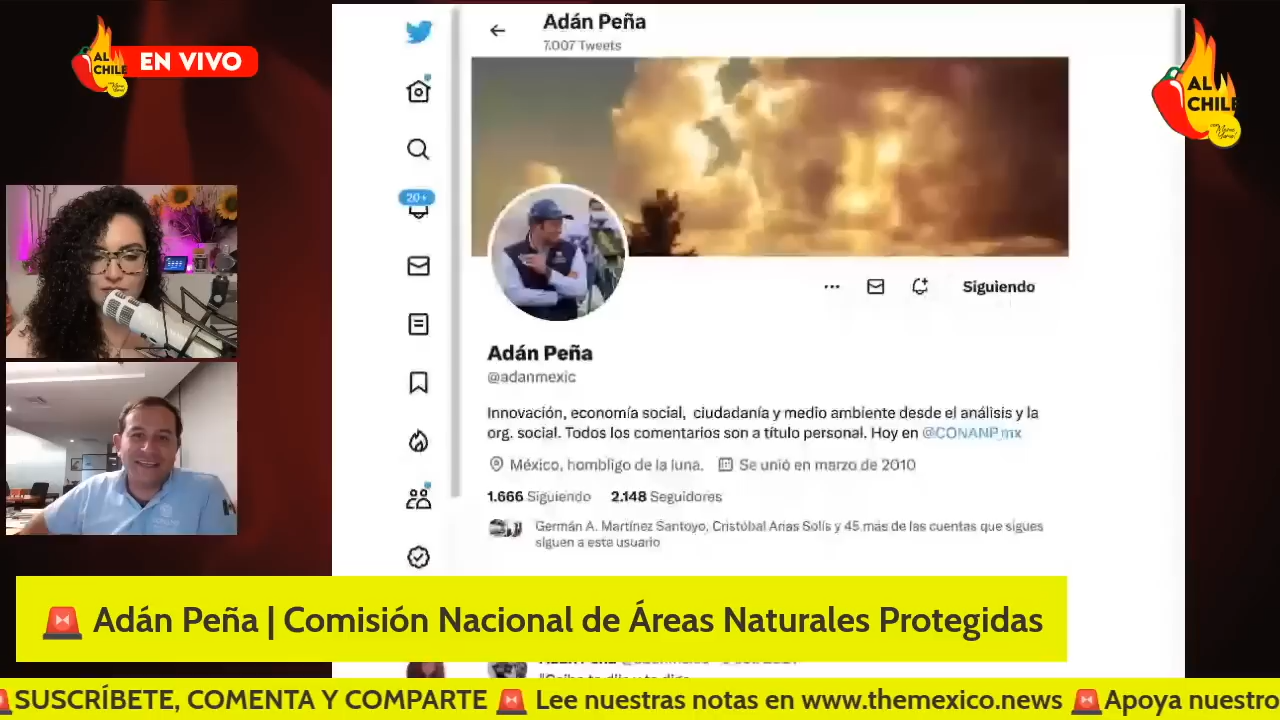 AL CHILE
EN VIVO
Adán Peña
7.007 Tweets
AL
CHILE
20+
Siguiendo
Adán Peña
@adanmexic
Innovación, economía social, ciudadanía y medio ambiente desde el análisis y la
org. social. Todos los comentarios son a título personal. Hoy en @CONANP_mx
México, hombligo de la luna. Se unió en marzo de 2010
1.666 Siguiendo 2.148 Seguidores
Germán A. Martínez Santoyo, Cristóbal Arias Solís y 45 más de las cuentas que sigues
siguen a este usuario
🚨 Adán Peña | Comisión Nacional de Áreas Naturales Protegidas
🚨SUSCRÍBETE, COMENTA Y COMPARTE 🚨 Lee nuestras notas en www.themexico.news 🚨Apoya nuestro